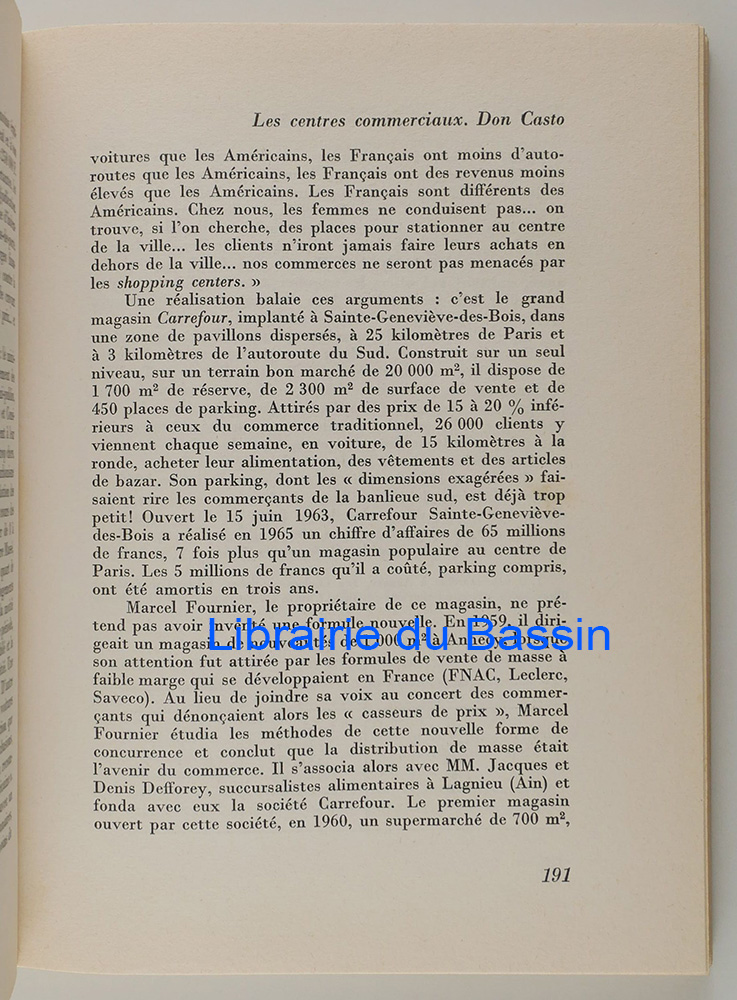 Les centres commerciaux. Don Casto
voitures que les Américains, les Français ont moins d'auto-
routes que les Américains, les Français ont des revenus moins
élevés que les Américains. Les Français sont différents des
Américains. Chez nous, les femmes ne conduisent pas... on
trouve, si l'on cherche, des places pour stationner au centre
de la ville... les clients n'iront jamais faire leurs achats en
dehors de la ville... nos commerces ne seront pas menacés par
les shopping centers. »
Une réalisation balaie ces arguments : c'est le grand
magasin Carrefour, implanté à Sainte-Geneviève-des-Bois, dans
une zone de pavillons dispersés, à 25 kilomètres de Paris et
à 3 kilomètres de l'autoroute du Sud. Construit sur un seul
niveau, sur un terrain bon marché de 20 000 m², il dispose de
1 700 m² de réserve, de 2 300 m² de surface de vente et de
450 places de parking. Attirés par des prix de 15 à 20 % infé-
rieurs à ceux du commerce traditionnel, 26 000 clients y
viennent chaque semaine, en voiture, de 15 kilomètres à la
ronde, acheter leur alimentation, des vêtements et des articles
de bazar. Son parking, dont les « dimensions exagérées » fai-
saient rire les commerçants de la banlieue sud, est déjà trop
petit! Ouvert le 15 juin 1963, Carrefour Sainte-Geneviève-
des-Bois a réalisé en 1965 un chiffre d'affaires de 65 millions
de francs, 7 fois plus qu'un magasin populaire au centre de
Paris. Les 5 millions de francs qu'il a coûté, parking compris,
ont été amortis en trois ans.
Marcel Fournier, le propriétaire de ce magasin, ne pré-
tend pas avoir inventé une formule nouvelle. En 1959, il diri-
geait un magasin de nouveautés de 1 000 m² à Annecy, lorsque
son attention fut attirée par les formules de vente de masse à
faible marge qui se développaient en France (FNAC, Leclerc,
Saveco). Au lieu de joindre sa voix au concert des commer-
çants qui dénonçaient alors les « casseurs de prix », Marcel
Fournier étudia les méthodes de cette nouvelle forme de
concurrence et conclut que la distribution de masse était
l'avenir du commerce. Il s'associa alors avec MM. Jacques et
Denis Defforey, succursalistes alimentaires à Lagnieu (Ain) et
fonda avec eux la société Carrefour. Le premier magasin
ouvert par cette société, en 1960, un supermarché de 700 m²,
191
Librairie du Bassin